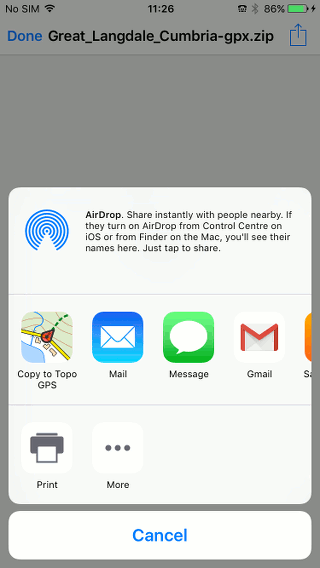 No SIM 11:26 86%
Done Great_Langdale_Cumbria-gpx.zip
AirDrop. Share instantly with people nearby. If
they turn on AirDrop from Control Centre on
iOS or from Finder on the Mac, you'll see their
names here. Just tap to share.
Copy to Topo
GPS
Mail
Message
Gmail
Sa
Print
More
Cancel